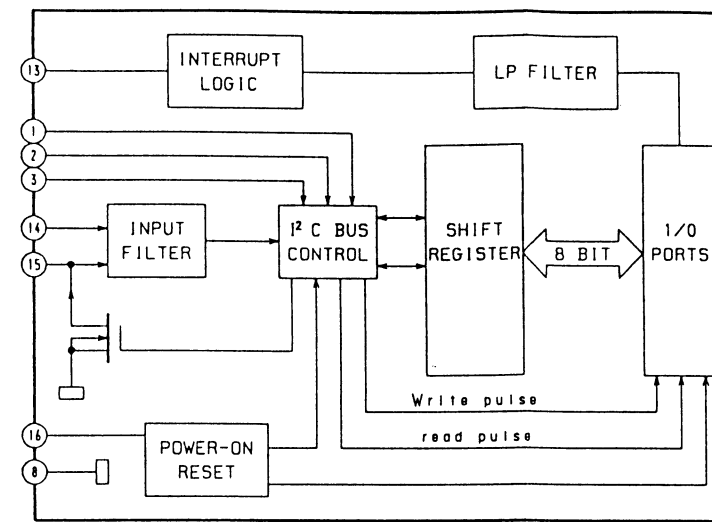 13
INTERRUPT
LOGIC
LP FILTER
1
2
3
14
15
INPUT
FILTER
I² C BUS
CONTROL
SHIFT
REGISTER
8 BIT
I/O
PORTS
Write pulse
read pulse
16
8
POWER-ON
RESET